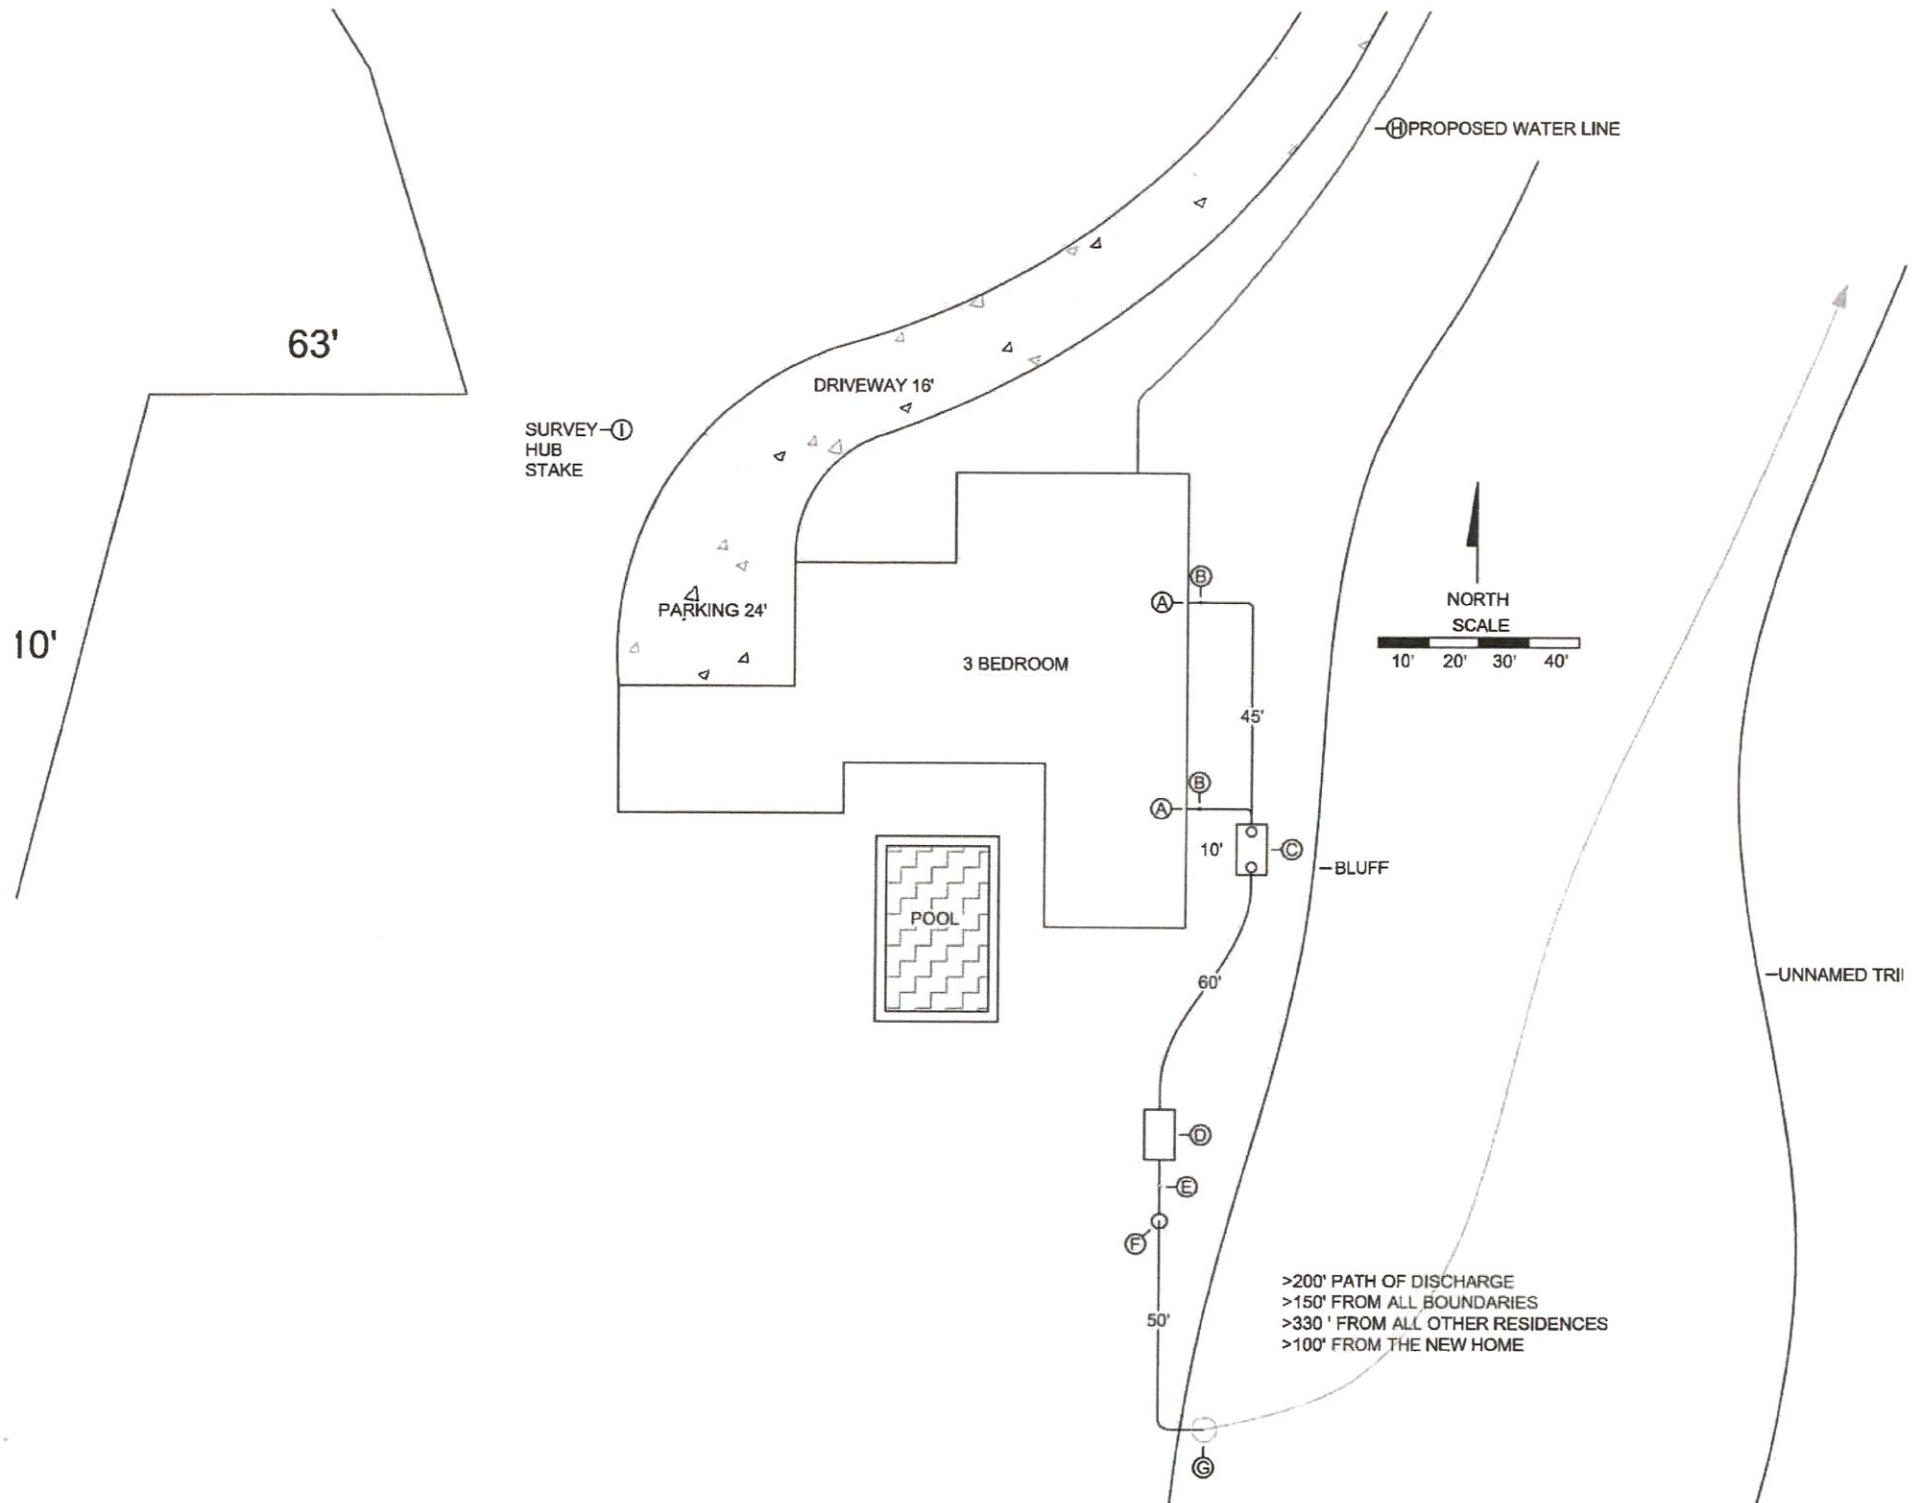 Ⓗ PROPOSED WATER LINE
63'
DRIVEWAY 16'
SURVEY Ⓘ
HUB
STAKE
NORTH
SCALE
10' 20' 30' 40'
Ⓑ
Ⓐ
PARKING 24'
10'
3 BEDROOM
45'
Ⓑ
Ⓐ
10'
Ⓒ
BLUFF
POOL
60'
UNNAMED
Ⓓ
Ⓔ
Ⓕ
>200' PATH OF DISCHARGE
>150' FROM ALL BOUNDARIES
>330 ' FROM ALL OTHER RESIDENCES
>100' FROM THE NEW HOME
50'
Ⓖ